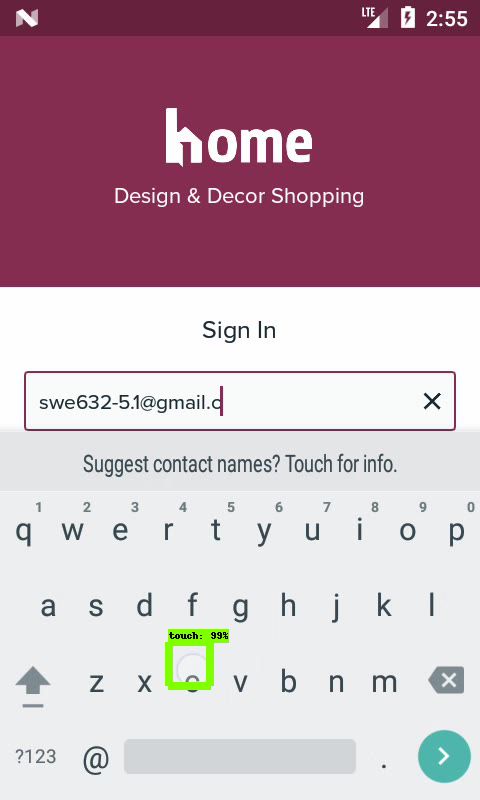 LTE 2:55
home
Design & Decor Shopping
Sign In
swe632-5.1@gmail.c
Suggest contact names? Touch for info.
1 2 3 4 5 6 7 8 9 0
q w e r t y u i o p
a s d f g h j k l
touch: 99%
z x c v b n m
?123 @ .